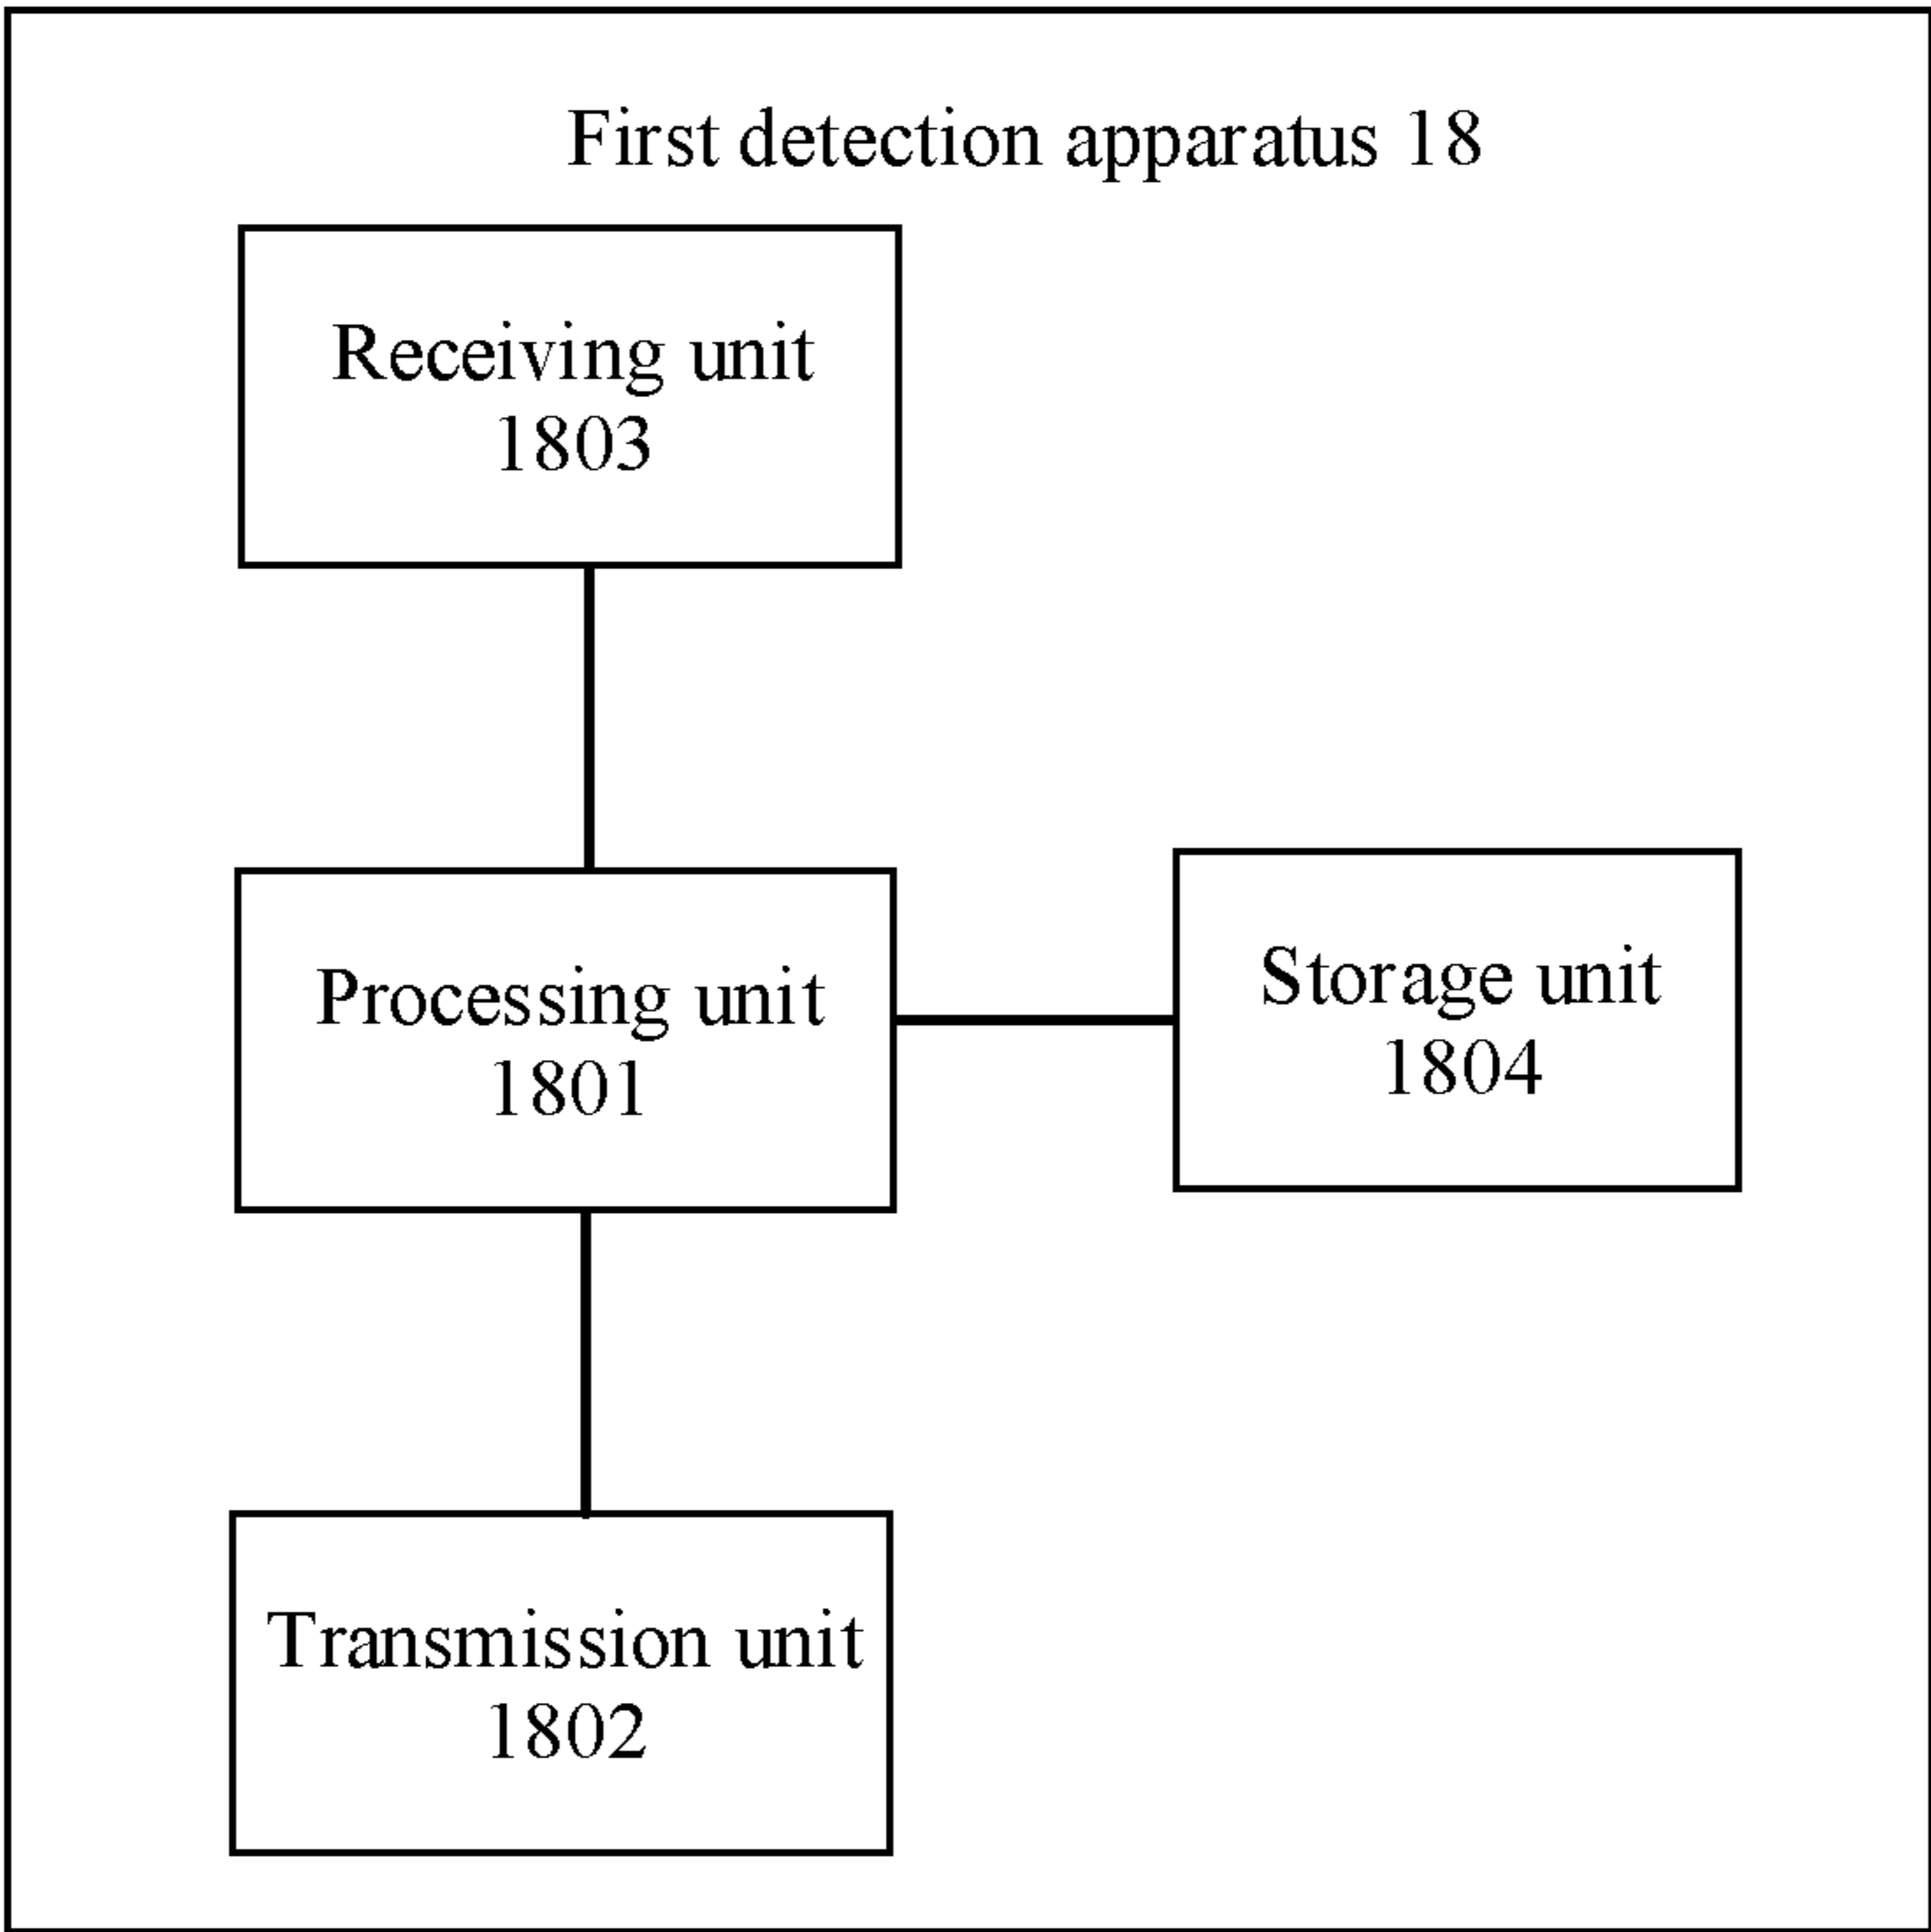 First detection apparatus 18
Receiving unit
1803
Processing unit
1801
Storage unit
1804
Transmission unit
1802